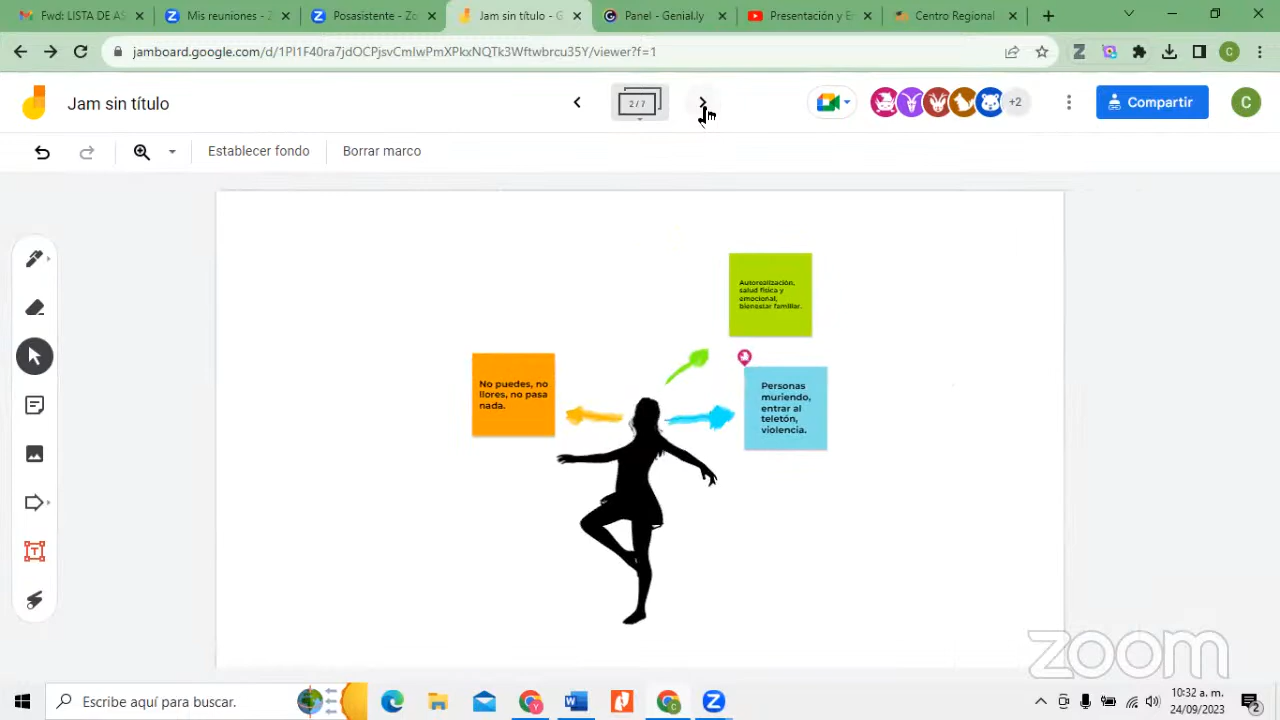 Fwd: LISTA DE AS
Mis reuniones - Z
Posasistente - Zo
Jam sin título - G
Panel - Genial.ly
Presentación y E
Centro Regional
jamboard.google.com/d/1PI1F40ra7jdOCPjsvCmIwPmXPkxNQTk3Wftwbrcu35Y/viewer?f=1
Jam sin título
2 / 7
+2
Compartir
C
Establecer fondo
Borrar marco
Autorealización,
salud física y
emocional,
bienestar familiar.
No puedes, no
llores, no pasa
nada.
Personas
muriendo,
entrar al
teletón,
violencia.
zoom
Escribe aquí para buscar.
10:32 a. m.
24/09/2023
2